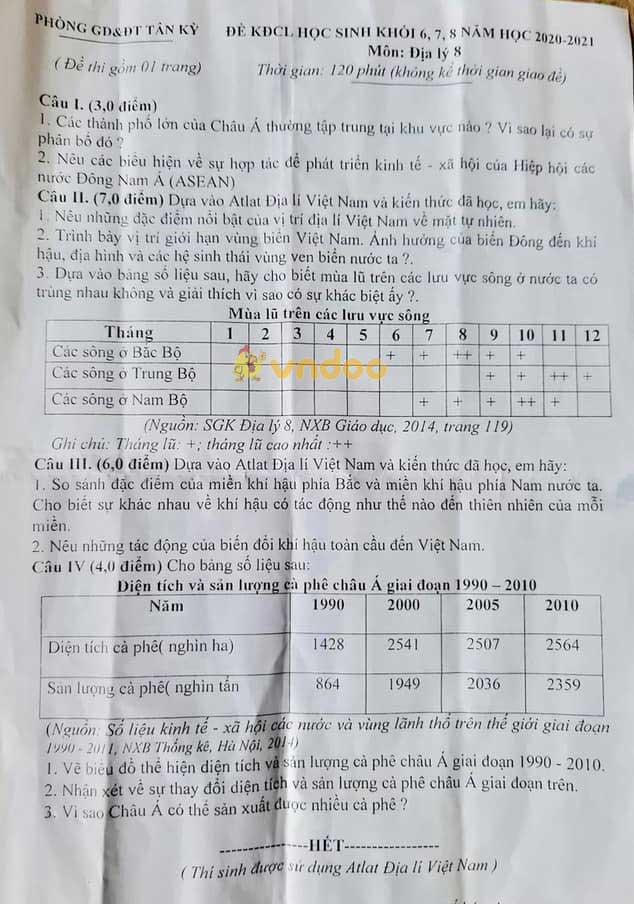 PHÒNG GD&ĐT TÂN KỲ
ĐỀ KĐCL HỌC SINH KHỐI 6, 7, 8 NĂM HỌC 2020-2021
Môn: Địa lý 8
( Đề thi gồm 01 trang)
Thời gian: 120 phút (không kể thời gian giao đề)
Câu I. (3,0 điểm)
1. Các thành phố lớn của Châu Á thường tập trung tại khu vực nào ? Vì sao lại có sự
phân bố đó ?
2. Nêu các biểu hiện về sự hợp tác để phát triển kinh tế - xã hội của Hiệp hội các
nước Đông Nam Á (ASEAN)
Câu II. (7,0 điểm) Dựa vào Atlat Địa lí Việt Nam và kiến thức đã học, em hãy:
1. Nêu những đặc điểm nổi bật của vị trí địa lí Việt Nam về mặt tự nhiên.
2. Trình bày vị trí giới hạn vùng biển Việt Nam. Ảnh hưởng của biển Đông đến khí
hậu, địa hình và các hệ sinh thái vùng ven biển nước ta ?.
3. Dựa vào bảng số liệu sau, hãy cho biết mùa lũ trên các lưu vực sông ở nước ta có
trùng nhau không và giải thích vì sao có sự khác biệt ấy ?.
Mùa lũ trên các lưu vực sông
Tháng 1 2 3 4 5 6 7 8 9 10 11 12
Các sông ở Bắc Bộ + + ++ + +
Các sông ở Trung Bộ + + ++ +
Các sông ở Nam Bộ + + + ++ +
vndoc
(Nguồn: SGK Địa lý 8, NXB Giáo dục, 2014, trang 119)
Ghi chú: Tháng lũ: +; tháng lũ cao nhất :++
Câu III. (6,0 điểm) Dựa vào Atlat Địa lí Việt Nam và kiến thức đã học, em hãy:
1. So sánh đặc điểm của miền khí hậu phía Bắc và miền khí hậu phía Nam nước ta.
Cho biết sự khác nhau về khí hậu có tác động như thế nào đến thiên nhiên của mỗi
miền.
2. Nêu những tác động của biến đổi khí hậu toàn cầu đến Việt Nam.
Câu IV (4,0 điểm) Cho bảng số liệu sau:
Diện tích và sản lượng cà phê châu Á giai đoạn 1990 – 2010
Năm 1990 2000 2005 2010
Diện tích cà phê( nghìn ha) 1428 2541 2507 2564
Sản lượng cà phê( nghìn tấn 864 1949 2036 2359
(Nguồn: Số liệu kinh tế - xã hội các nước và vùng lãnh thổ trên thế giới giai đoạn
1990 - 2011, NXB Thống kê, Hà Nội, 2014)
1. Vẽ biểu đồ thể hiện diện tích và sản lượng cà phê châu Á giai đoạn 1990 - 2010.
2. Nhận xét về sự thay đổi diện tích và sản lượng cà phê châu Á giai đoạn trên.
3. Vì sao Châu Á có thể sản xuất được nhiều cà phê ?
----------------HẾT-----------------
( Thí sinh được sử dụng Atlat Địa lí Việt Nam )